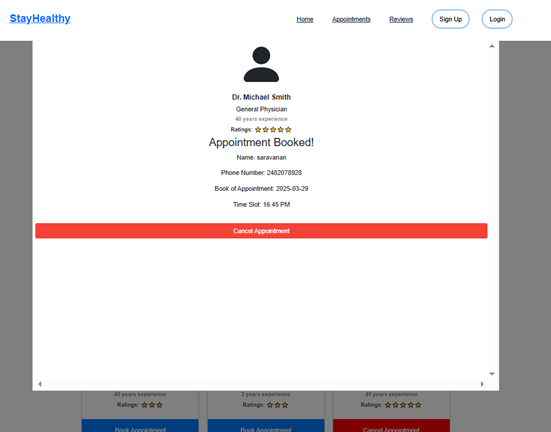 StayHealthy
Home Appointments Reviews Sign Up Login
Dr. Michael Smith
General Physician
40 years experience
Ratings: ⭐⭐⭐⭐⭐
Appointment Booked!
Name: saravanan
Phone Number: 2482078928
Book of Appointment: 2025-03-29
Time Slot: 16:45 PM
Cancel Appointment
40 years experience 3 years experience 40 years experience
Ratings: ⭐⭐⭐ Ratings: ⭐⭐⭐ Ratings: ⭐⭐⭐⭐⭐
Book Appointment Book Appointment Cancel Appointment